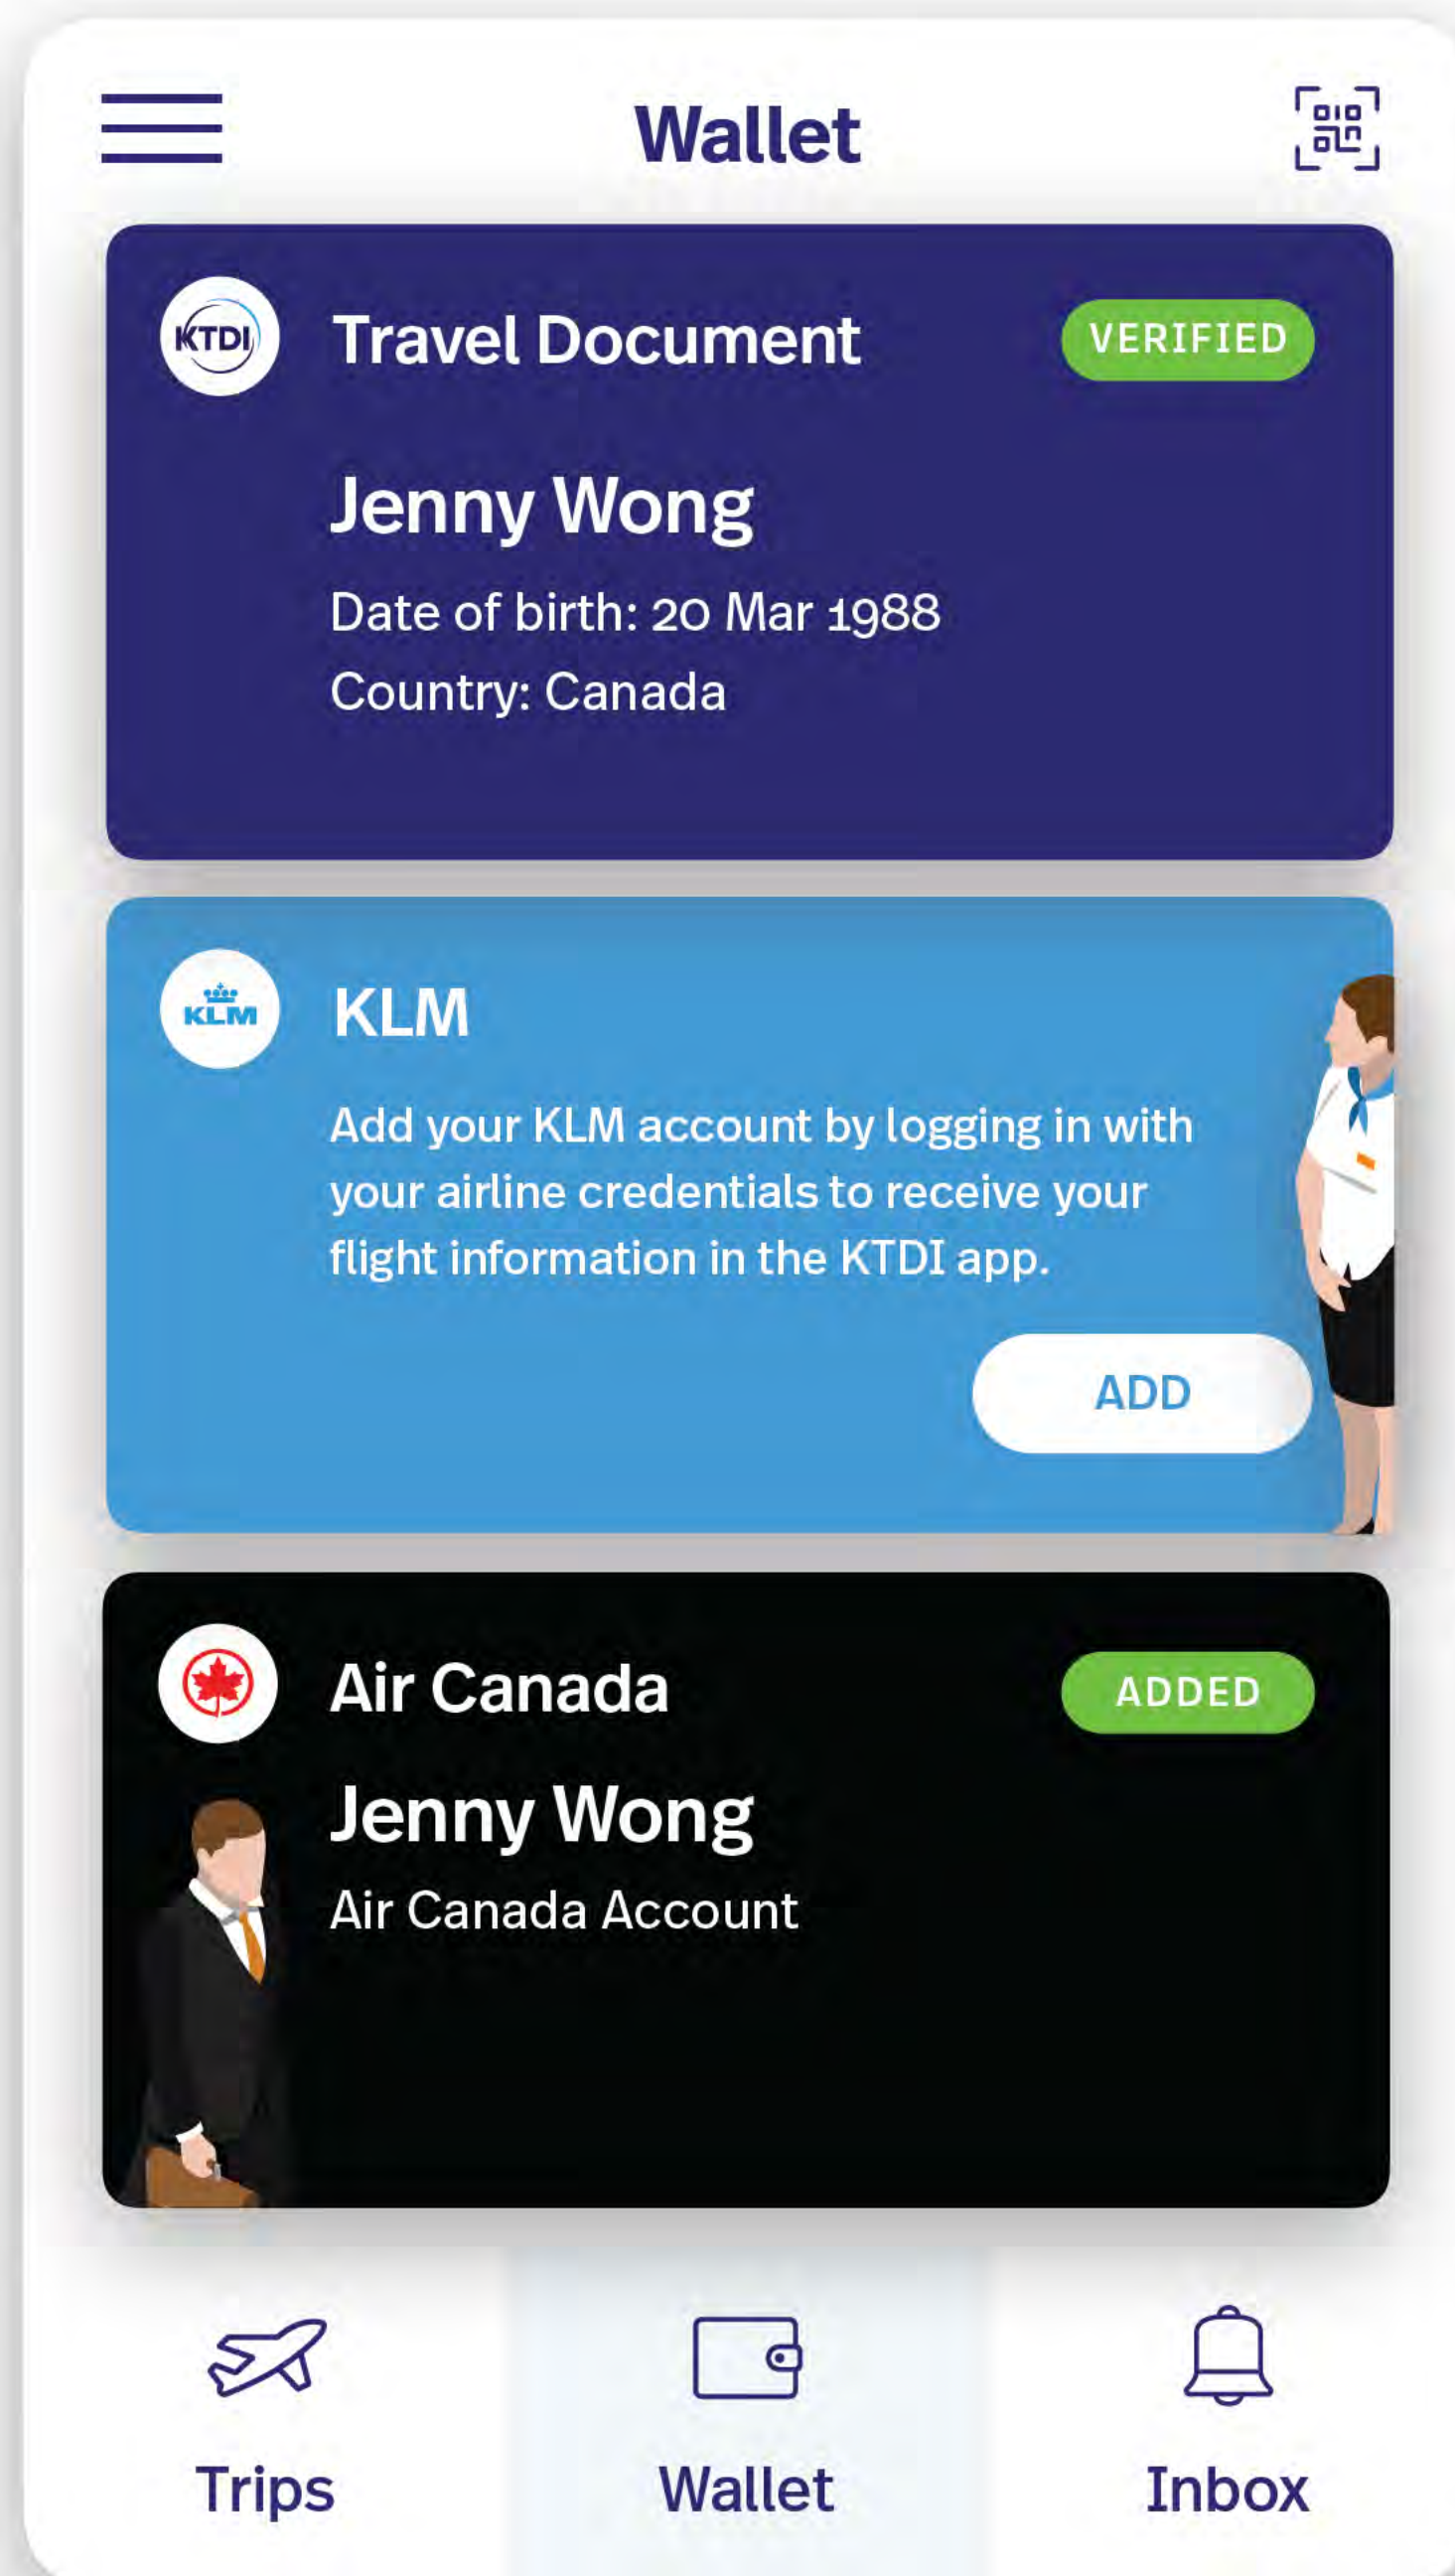 Wallet
KTDI
Travel Document
VERIFIED
Jenny Wong
Date of birth: 20 Mar 1988
Country: Canada
KLM
KLM
Add your KLM account by logging in with
your airline credentials to receive your
flight information in the KTDI app.
ADD
Air Canada
ADDED
Jenny Wong
Air Canada Account
Trips
Wallet
Inbox